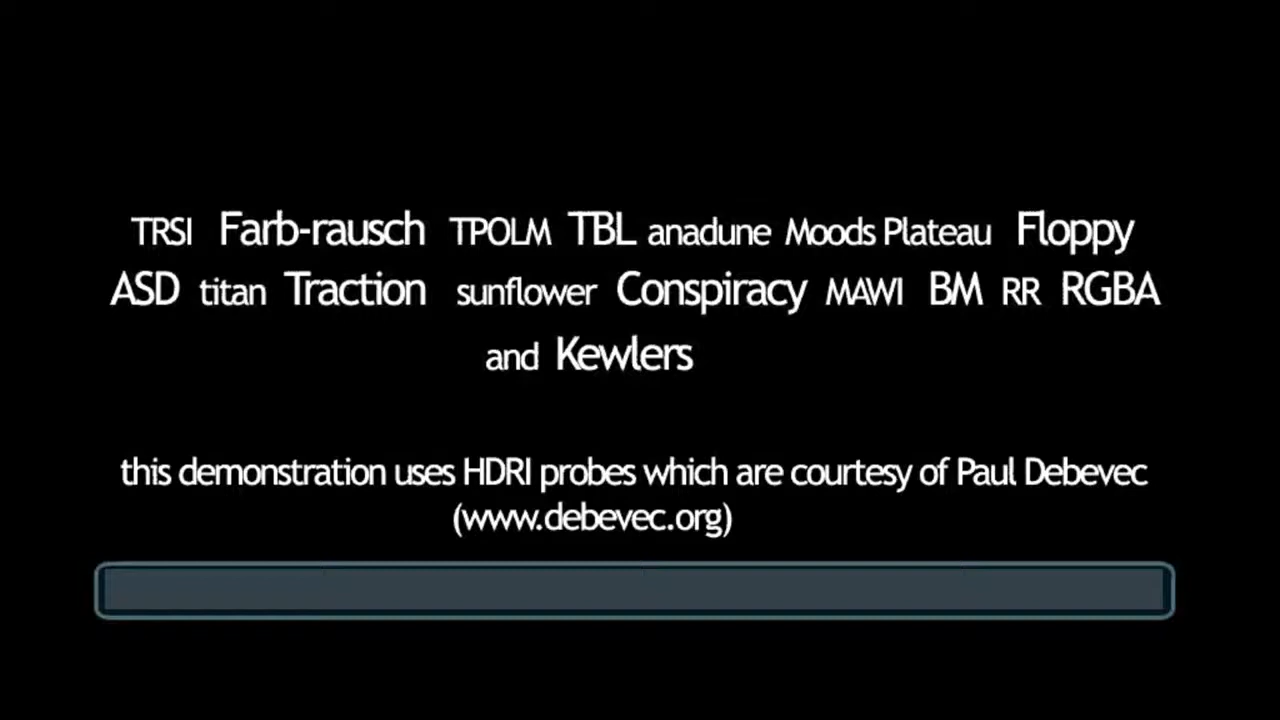 TRSI Farb-rausch TPOLM TBL anadune Moods Plateau Floppy
ASD titan Traction sunflower Conspiracy MAWI BM RR RGBA
and Kewlers
this demonstration uses HDRI probes which are courtesy of Paul Debevec
(www.debevec.org)